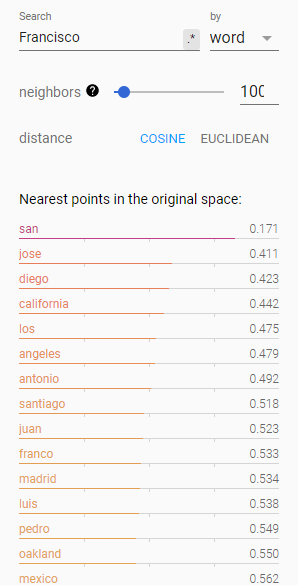 Search by
Francisco .* word
neighbors ? 100
distance COSINE EUCLIDEAN
Nearest points in the original space:
san 0.171
jose 0.411
diego 0.423
california 0.442
los 0.475
angeles 0.479
antonio 0.492
santiago 0.518
juan 0.523
franco 0.533
madrid 0.534
luis 0.538
pedro 0.549
oakland 0.550
mexico 0.562